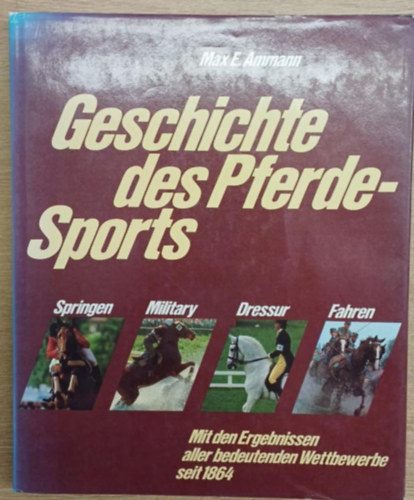 Max E. Ammann
Geschichte
des Pferde-
Sports
Springen Military Dressur Fahren
Mit den Ergebnissen
aller bedeutenden Wettbewerbe
seit 1864